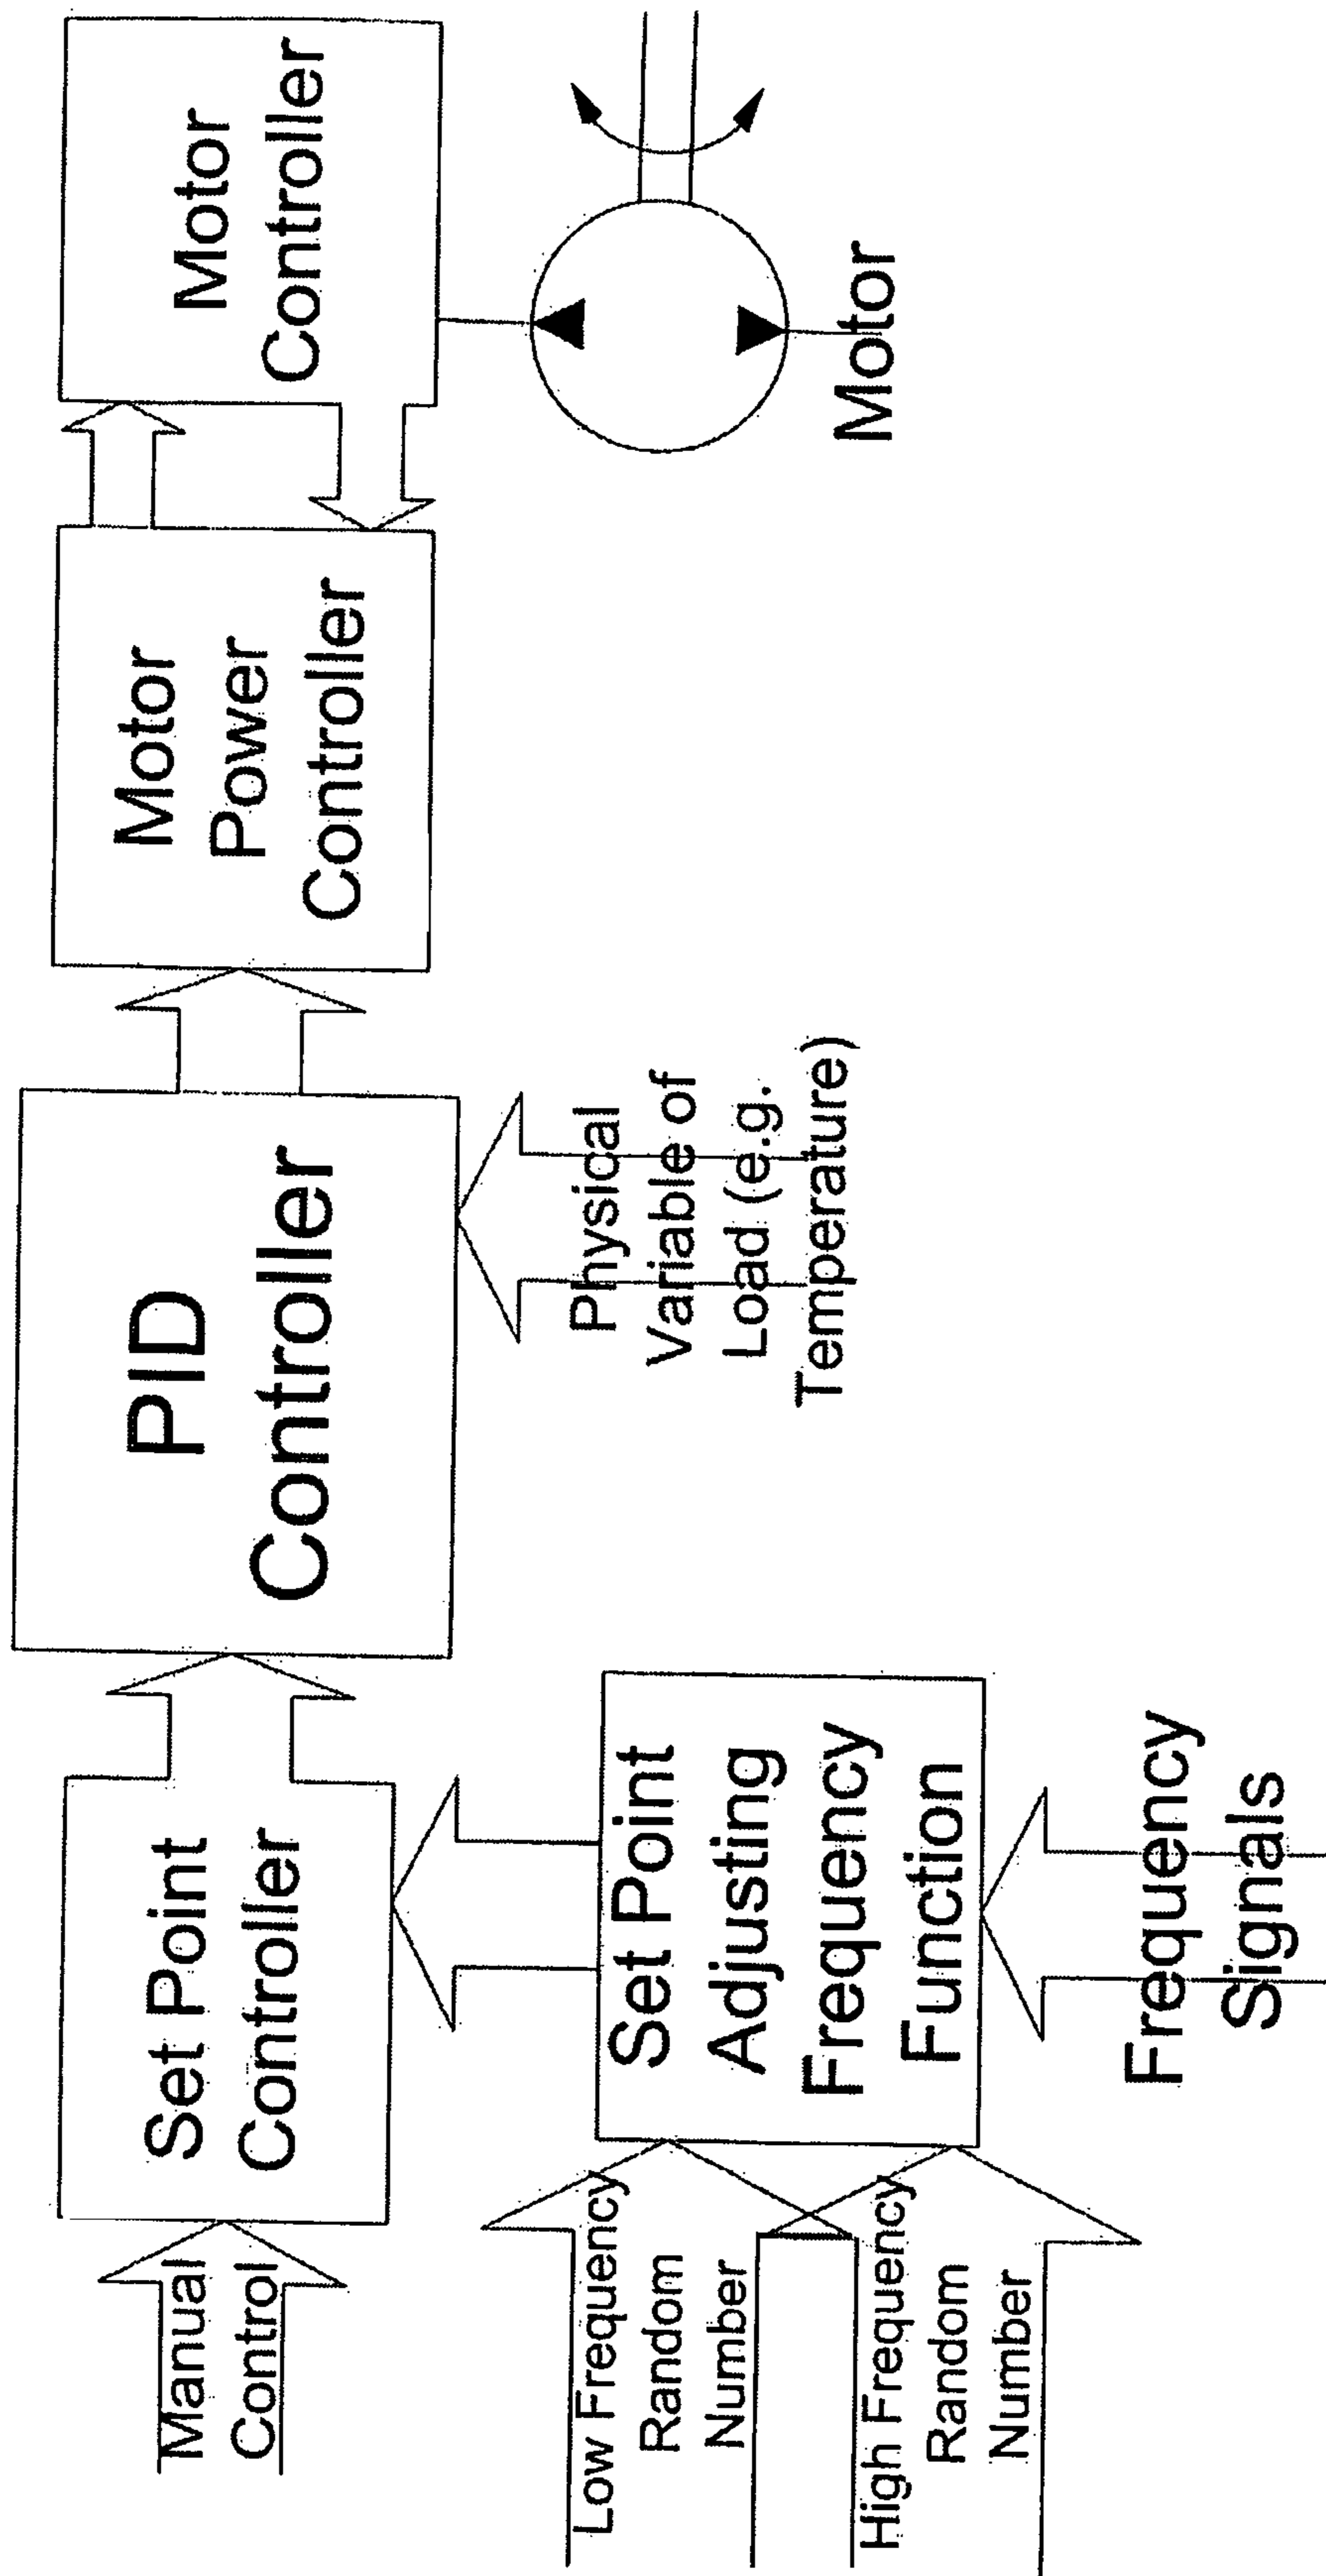 Manual
Control
Set Point
Controller
PID
Controller
Motor
Power
Controller
Motor
Controller
Low Frequency
Random
Number
High Frequency
Random
Number
Set Point
Adjusting
Frequency
Function
Frequency
Signals
Physical
Variable of
Load (e.g.
Temperature)
Motor